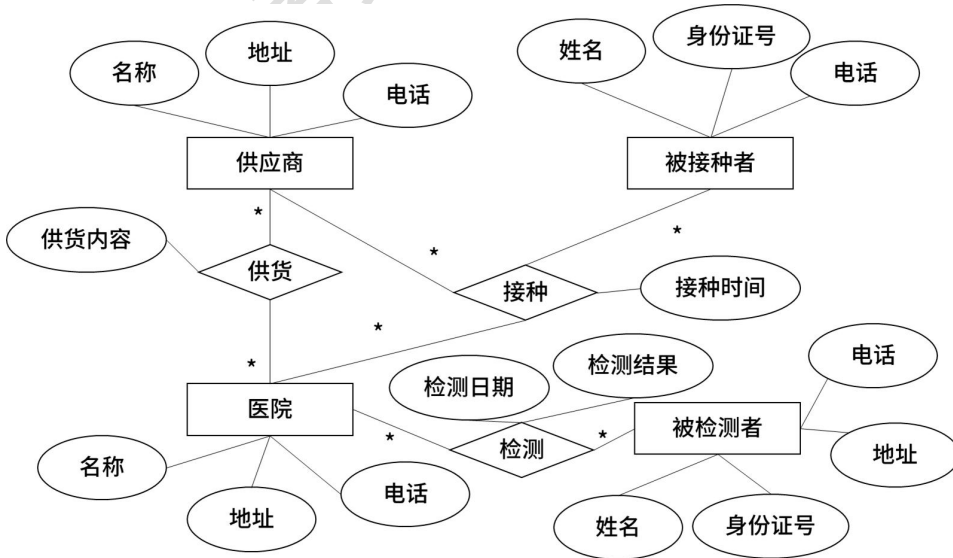 地址
身份证号
姓名
名称
电话
电话
供应商
被接种者
*
*
*
供货内容
供货
接种
接种时间
*
*
检测结果
电话
检测日期
医院
被检测者
*
*
检测
名称
地址
电话
地址
姓名
身份证号